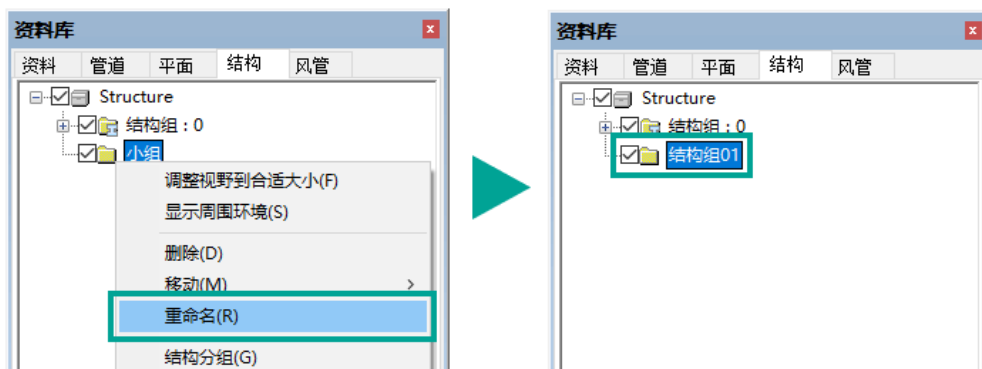 资料库
资料 管道 平面 结构 风管
Structure
结构组：0
小组
调整视野到合适大小(F)
显示周围环境(S)
删除(D)
移动(M)
重命名(R)
结构分组(G)
资料库
资料 管道 平面 结构 风管
Structure
结构组：0
结构组01